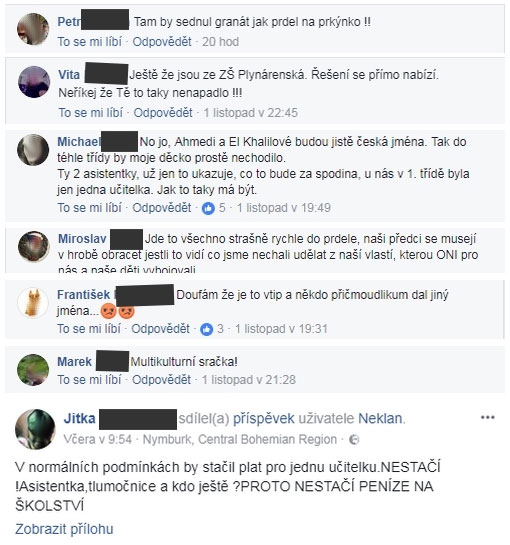 Petr Tam by sednul granát jak prdel na prkýnko !!
To se mi líbí · Odpovědět · 20 hod
Vita Ještě že jsou ze ZŠ Plynárenská. Řešení se přímo nabízí.
Neříkej že Tě to taky nenapadlo !!!
To se mi líbí · Odpovědět · 1 listopad v 22:45
Michael No jo, Ahmedi a El Khalilové budou jistě česká jména. Tak do
téhle třídy by moje děcko prostě nechodilo.
Ty 2 asistentky, už jen to ukazuje, co to bude za spodina, u nás v 1. třídě byla
jen jedna učitelka. Jak to taky má být.
To se mi líbí · Odpovědět · 5 · 1 listopad v 19:49
Miroslav Jde to všechno strašně rychle do prdele, naši předci se musejí
v hrobě obracet jestli to vidí co jsme nechali udělat z naší vlastí, kterou ONI pro
nás a naše děti vybojovali
František Doufám že je to vtip a někdo přičmoudlikum dal jiný
jména...
To se mi líbí · Odpovědět · 3 · 1 listopad v 19:31
Marek Multikulturní sračka!
To se mi líbí · Odpovědět · 1 listopad v 21:28
Jitka sdílel(a) příspěvek uživatele Neklan.
Včera v 9:54 · Nymburk, Central Bohemian Region ·
V normálních podmínkách by stačil plat pro jednu učitelku.NESTAČÍ
!Asistentka,tlumočnice a kdo ještě ?PROTO NESTAČÍ PENÍZE NA
ŠKOLSTVÍ
Zobrazit přílohu